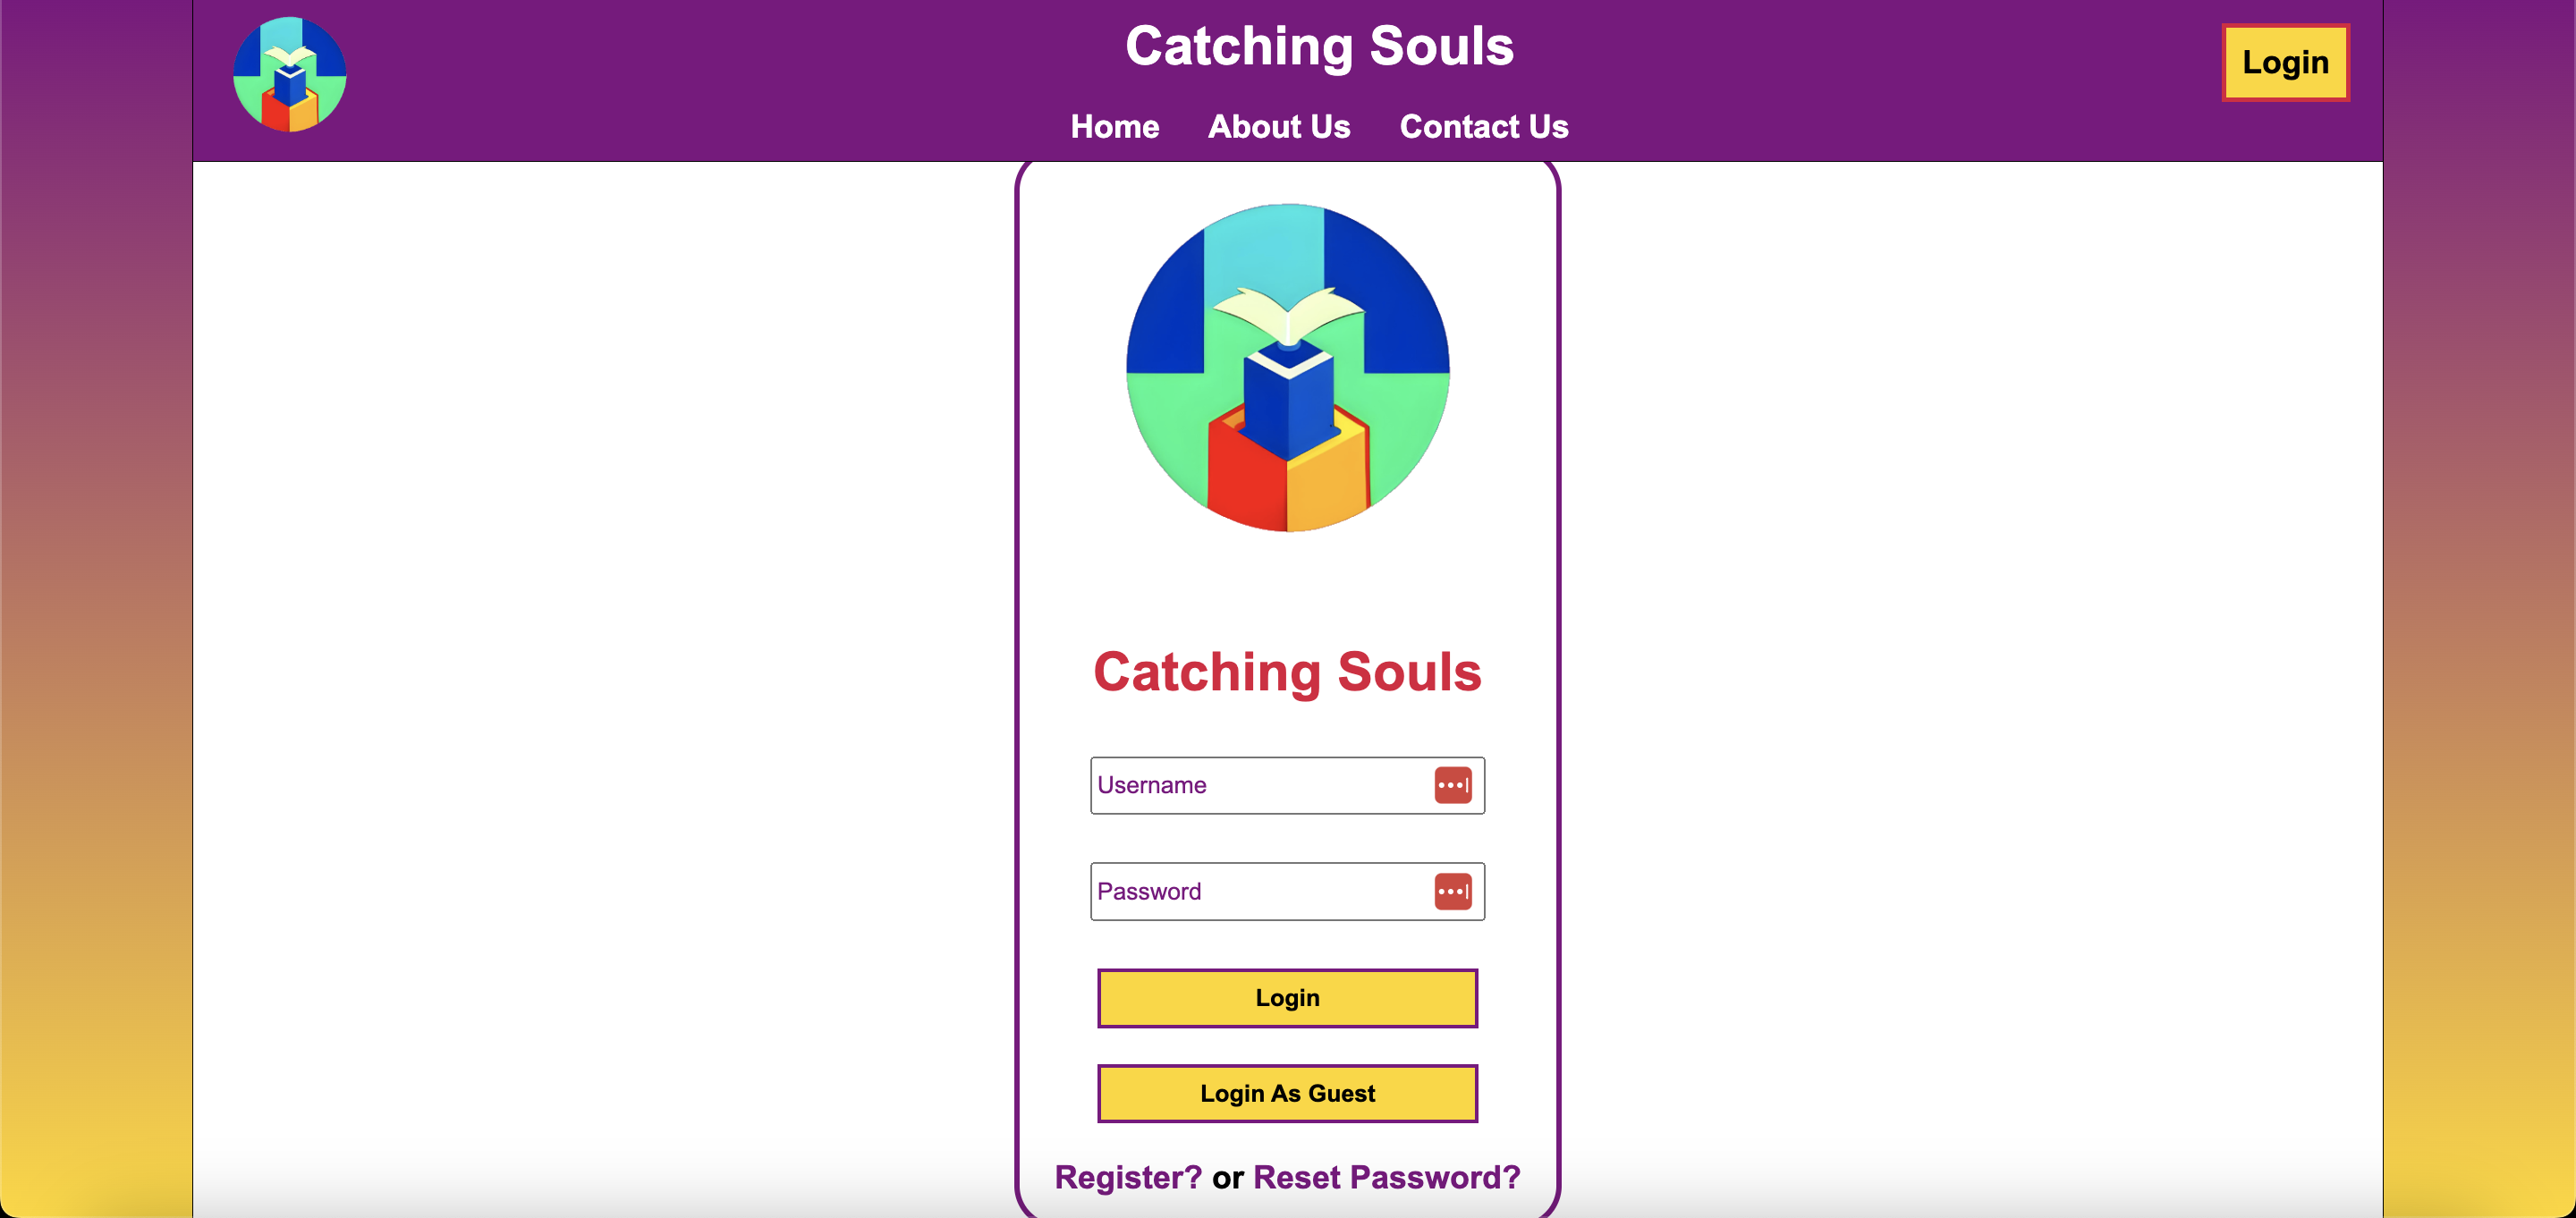 Catching Souls
Login
Home About Us Contact Us
Catching Souls
Username
Password
Login
Login As Guest
Register? or Reset Password?